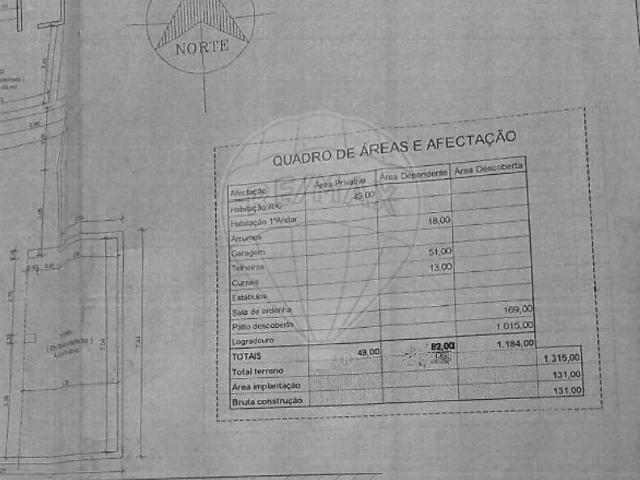 NORTE
QUADRO DE ÁREAS E AFECTAÇÃO
Afectação Área Privativa Área Dependente Área Descoberta
Habitação R/C 49,00
Habitação 1ºAndar
Arrumos 18,00
Garagem
Telheiros 51,00
Currais 13,00
Estábulos
Sala de ordenha
Pátio descoberto 169,00
Logradouro 1.015,00
TOTAIS 49,00 82,00 1.184,00
Total terreno 1.315,00
Area implantação 131,00
Bruta construção 131,00
RE/MAX